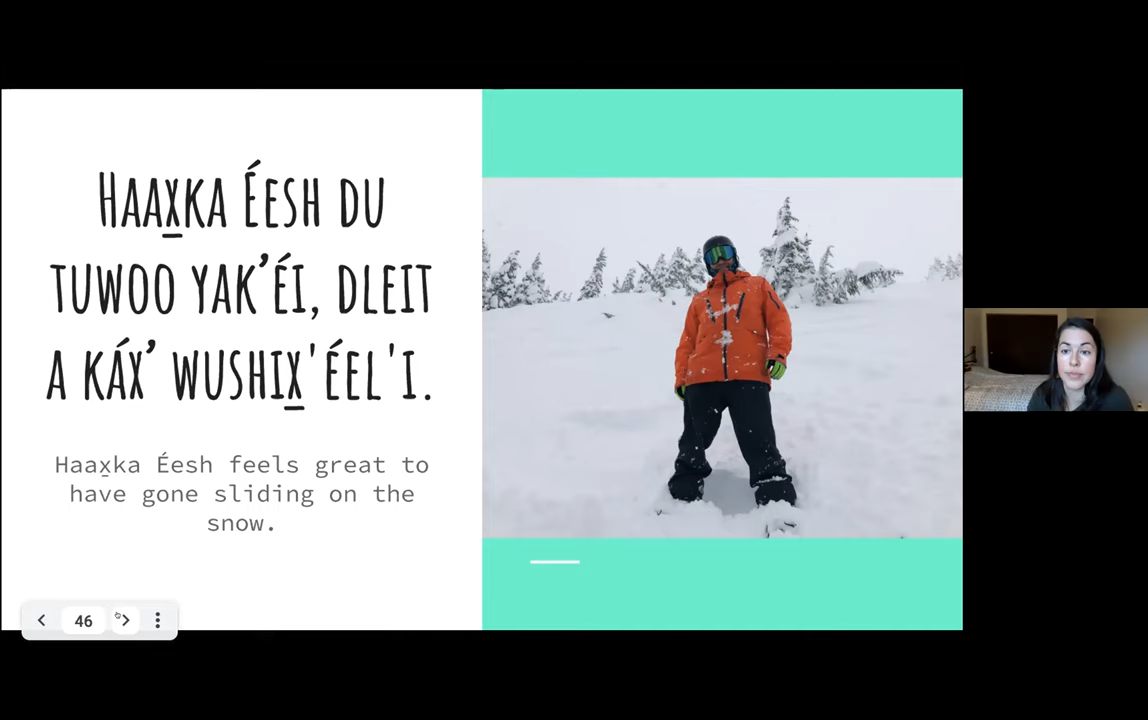 HAAX̲KA ÉESH DU
TUWOO YAK’ÉI, DLEIT
A KÁX’ WUSHIX̲'ÉEL'I.
Haax̲ka Éesh feels great to
have gone sliding on the
snow.
46